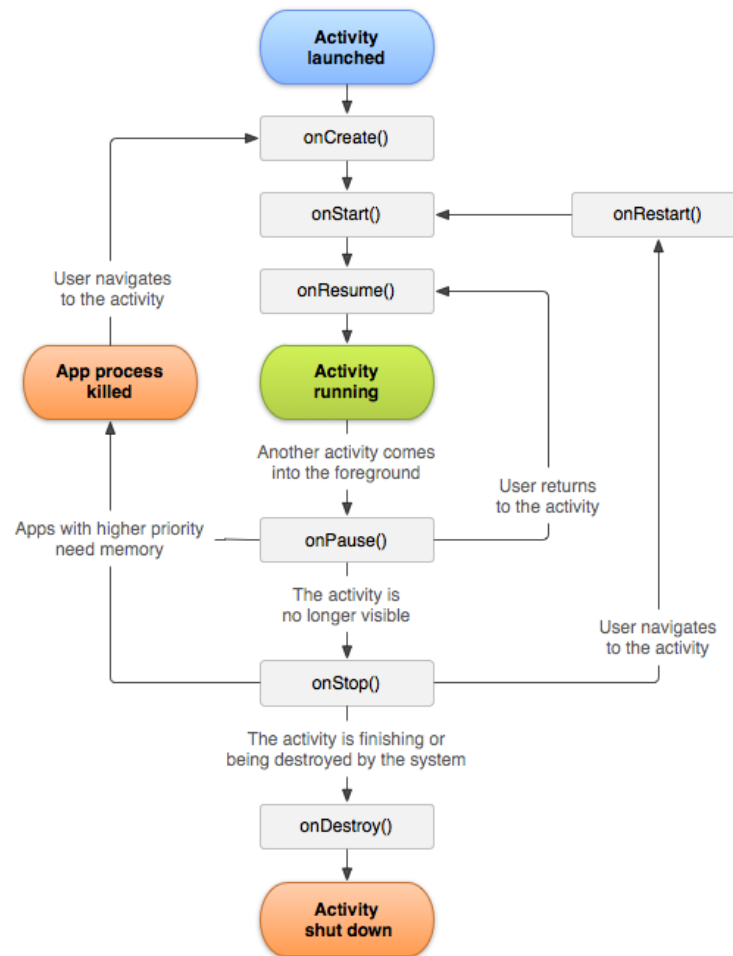 Activity
launched
onCreate()
onStart()
onRestart()
User navigates
to the activity
onResume()
App process
killed
Activity
running
Another activity comes
into the foreground
User returns
to the activity
Apps with higher priority
need memory
onPause()
The activity is
no longer visible
User navigates
to the activity
onStop()
The activity is finishing or
being destroyed by the system
onDestroy()
Activity
shut down